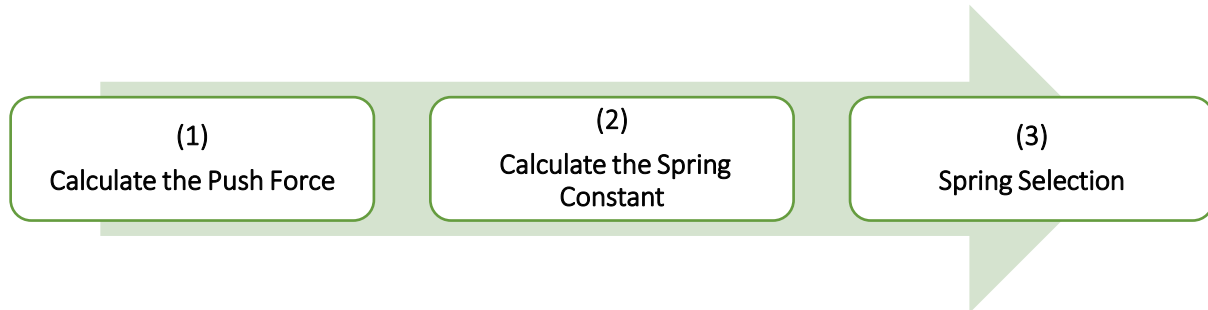 (1)
Calculate the Push Force
(2)
Calculate the Spring
Constant
(3)
Spring Selection